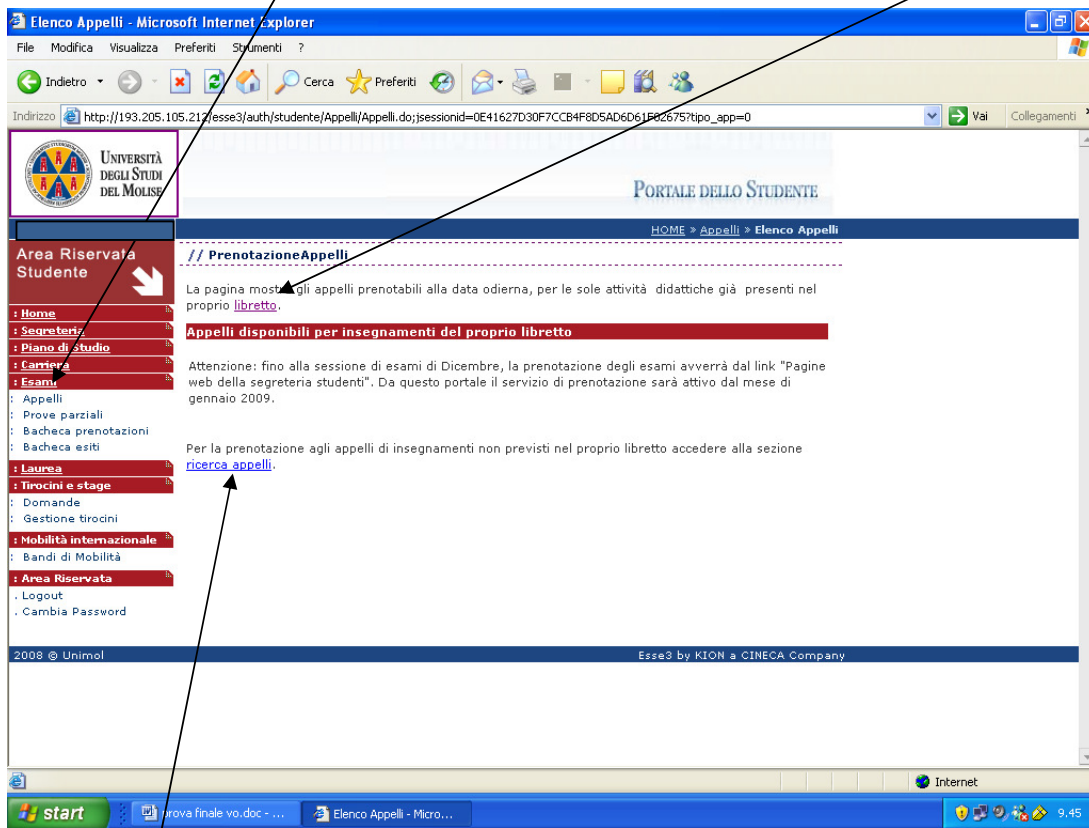 Elenco Appelli - Microsoft Internet Explorer
File Modifica Visualizza Preferiti Strumenti ?
Indietro Cerca Preferiti
Indirizzo http://193.205.105.212/esse3/auth/studente/Appelli/Appelli.do;jsessionid=0E41627D30F7CCB4F8D5AD6D61F82675?tipo_app=0 Vai Collegamenti
UNIVERSITÀ
DEGLI STUDI
DEL MOLISE
PORTALE DELLO STUDENTE
HOME » Appelli » Elenco Appelli
Area Riservata
Studente
: Home
: Segreteria
: Piano di studio
: Carriera
: Esami
: Appelli
: Prove parziali
: Bacheca prenotazioni
: Bacheca esiti
: Laurea
: Tirocini e stage
: Domande
: Gestione tirocini
: Mobilità internazionale
: Bandi di Mobilità
: Area Riservata
. Logout
. Cambia Password
// PrenotazioneAppelli
La pagina mostra gli appelli prenotabili alla data odierna, per le sole attività didattiche già presenti nel
proprio libretto.
Appelli disponibili per insegnamenti del proprio libretto
Attenzione: fino alla sessione di esami di Dicembre, la prenotazione degli esami avverrà dal link "Pagine
web della segreteria studenti". Da questo portale il servizio di prenotazione sarà attivo dal mese di
gennaio 2009.
Per la prenotazione agli appelli di insegnamenti non previsti nel proprio libretto accedere alla sezione
ricerca appelli.
2008 © Unimol Esse3 by KION a CINECA Company
Internet
start prova finale vo.doc - ... Elenco Appelli - Micro... 9.45